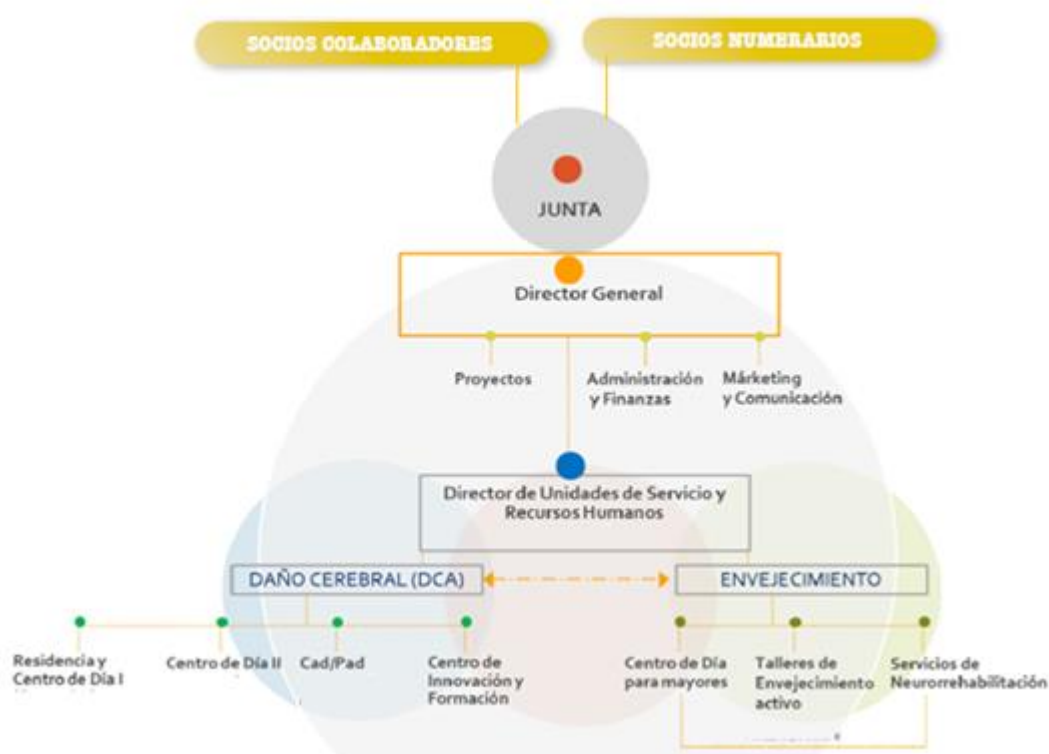 SOCIOS COLABORADORES
SOCIOS NUMERARIOS
JUNTA
Director General
Proyectos
Administración
y Finanzas
Márketing
y Comunicación
Director de Unidades de Servicio y
Recursos Humanos
DAÑO CEREBRAL (DCA)
ENVEJECIMIENTO
Residencia y
Centro de Día I
Centro de Día II
Cad/Pad
Centro de
Innovación y
Formación
Centro de Día
para mayores
Talleres de
Envejecimiento
activo
Servicios de
Neurorrehabilitación